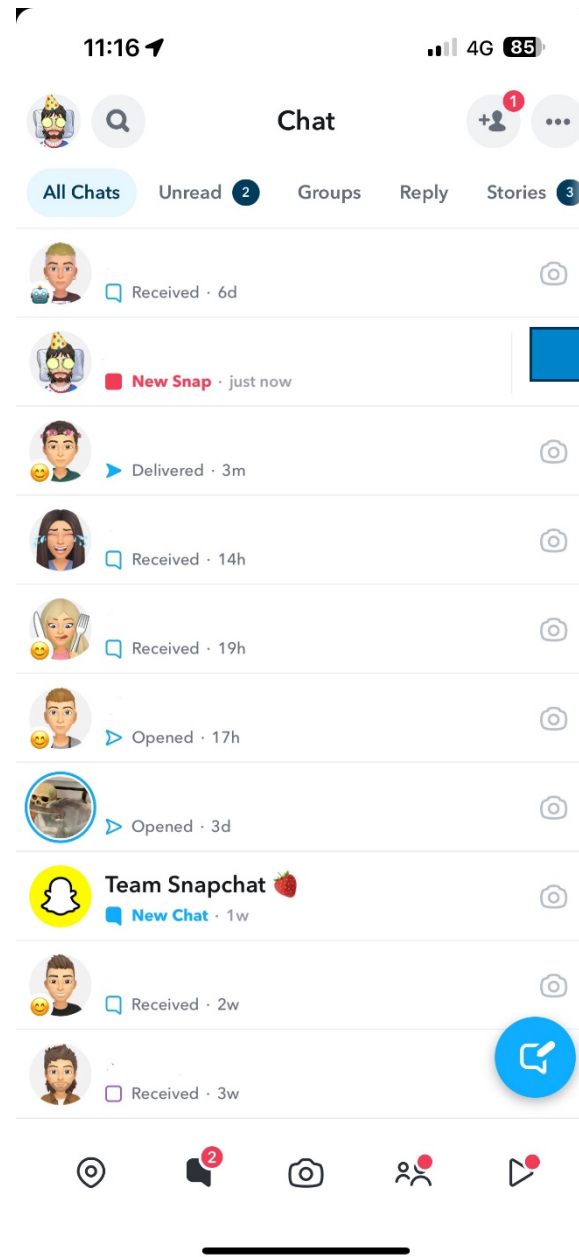 11:16 4G 85
1
Chat
All Chats Unread 2 Groups Reply Stories 3
Received · 6d
New Snap · just now
Delivered · 3m
Received · 14h
Received · 19h
Opened · 17h
Opened · 3d
Team Snapchat 🍓
New Chat · 1w
Received · 2w
Received · 3w
2